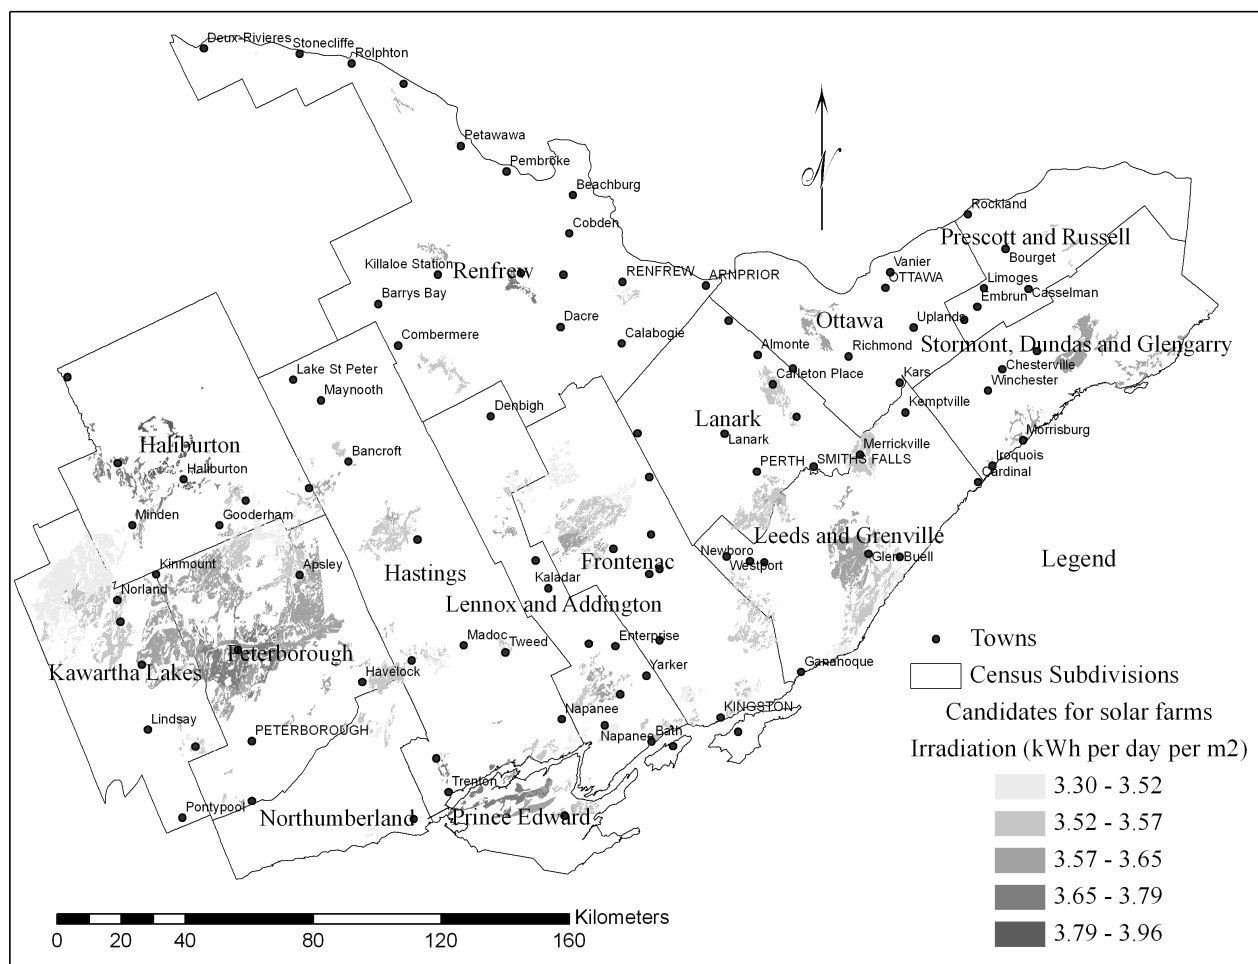 Deux-Rivieres
Stonecliffe
Rolphton
Petawawa
Pembroke
Beachburg
Cobden
N
Rockland
Prescott and Russell
Bourget
Killaloe Station
Renfrew
RENFREW
ARNPRIOR
Vanier
OTTAWA
Limoges
Embrun
Casselman
Barrys Bay
Dacre
Ottawa
Uplands
Combermere
Calabogie
Almonte
Richmond
Stormont, Dundas and Glengarry
Lake St Peter
Maynooth
Carleton Place
Kars
Chesterville
Winchester
Denbigh
Lanark
Lanark
Kemptville
Haliburton
Haliburton
Bancroft
Merrickville
Morrisburg
PERTH
SMITHS FALLS
Iroquois
Cardinal
Minden
Gooderham
Leeds and Grenville
Kinmount
Apsley
Hastings
Kaladar
Frontenac
Newboro
Westport
Glen Buell
Legend
Norland
Lennox and Addington
Madoc
Tweed
Enterprise
Kawartha Lakes
Peterborough
Havelock
Yarker
Gananoque
Towns
Census Subdivisions
Lindsay
PETERBOROUGH
Napanee
Napanee
Bath
KINGSTON
Candidates for solar farms
Irradiation (kWh per day per m2)
Trenton
Pontypool
Northumberland
Prince Edward
3.30 - 3.52
3.52 - 3.57
3.57 - 3.65
3.65 - 3.79
3.79 - 3.96
Kilometers
0 20 40 80 120 160